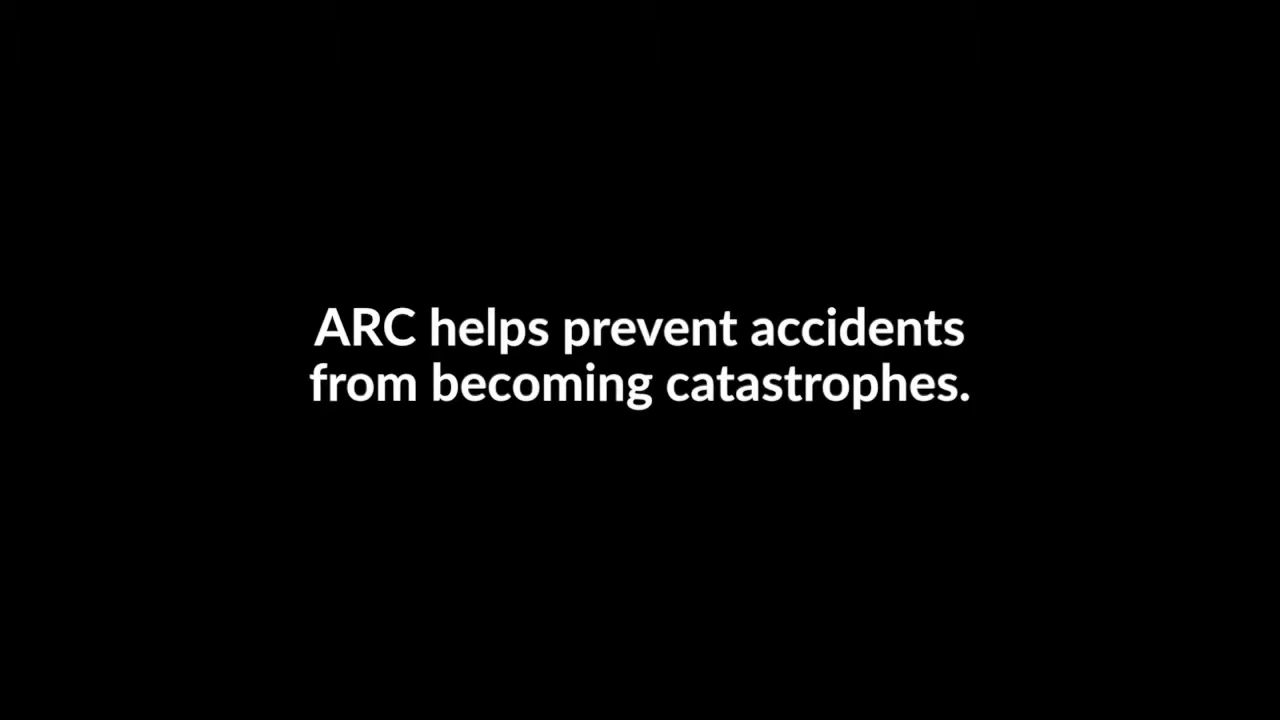 ARC helps prevent accidents
from becoming catastrophes.